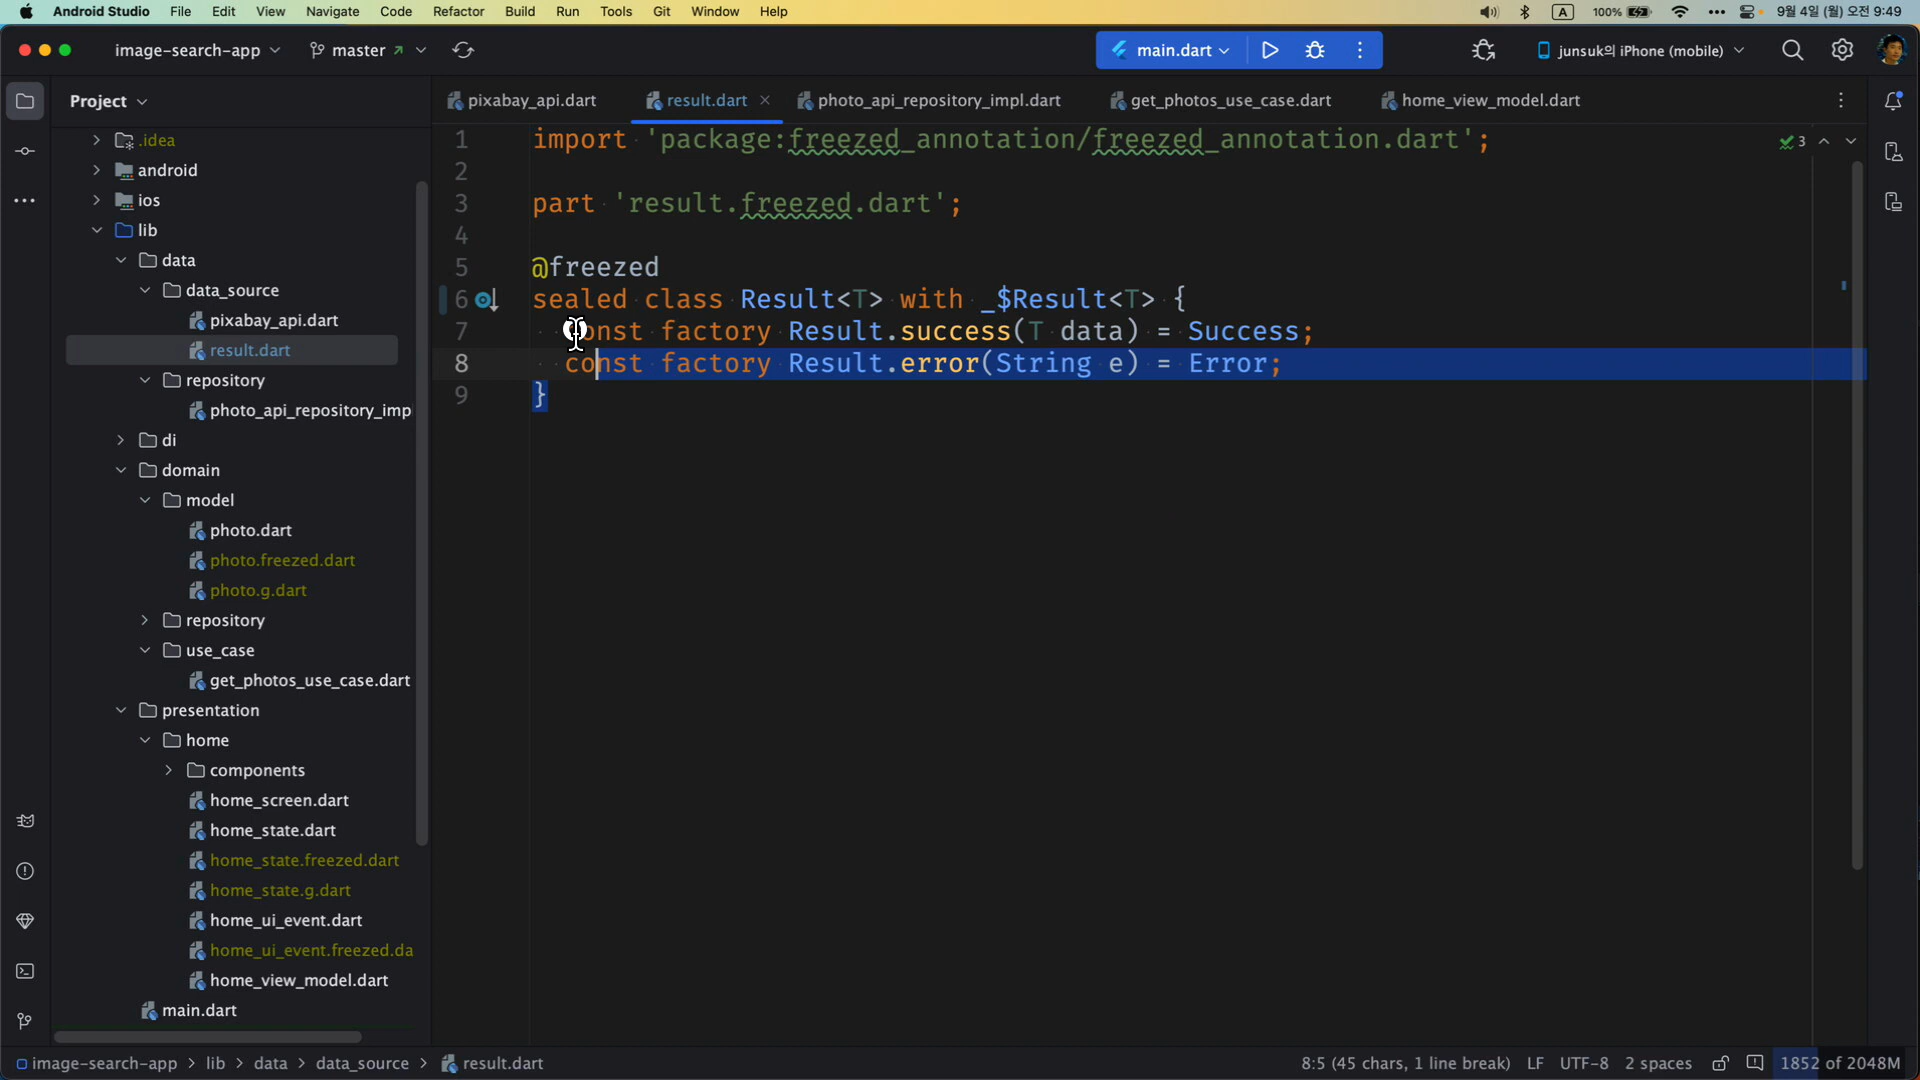 Android Studio File Edit View Navigate Code Refactor Build Run Tools Git Window Help A 100% 9월 4일 (월) 오전 9:49
image-search-app master main.dart junsuk의 iPhone (mobile)
Project
.idea
android
ios
lib
data
data_source
pixabay_api.dart
result.dart
repository
photo_api_repository_imp
di
domain
model
photo.dart
photo.freezed.dart
photo.g.dart
repository
use_case
get_photos_use_case.dart
presentation
home
components
home_screen.dart
home_state.dart
home_state.freezed.dart
home_state.g.dart
home_ui_event.dart
home_ui_event.freezed.da
home_view_model.dart
main.dart
pixabay_api.dart result.dart photo_api_repository_impl.dart get_photos_use_case.dart home_view_model.dart
1 import 'package:freezed_annotation/freezed_annotation.dart'; 3
2
3 part 'result.freezed.dart';
4
5 @freezed
6 sealed class Result<T> with _$Result<T> {
7 const factory Result.success(T data) = Success;
8 const factory Result.error(String e) = Error;
9 }
image-search-app > lib > data > data_source > result.dart 8:5 (45 chars, 1 line break) LF UTF-8 2 spaces 1852 of 2048M